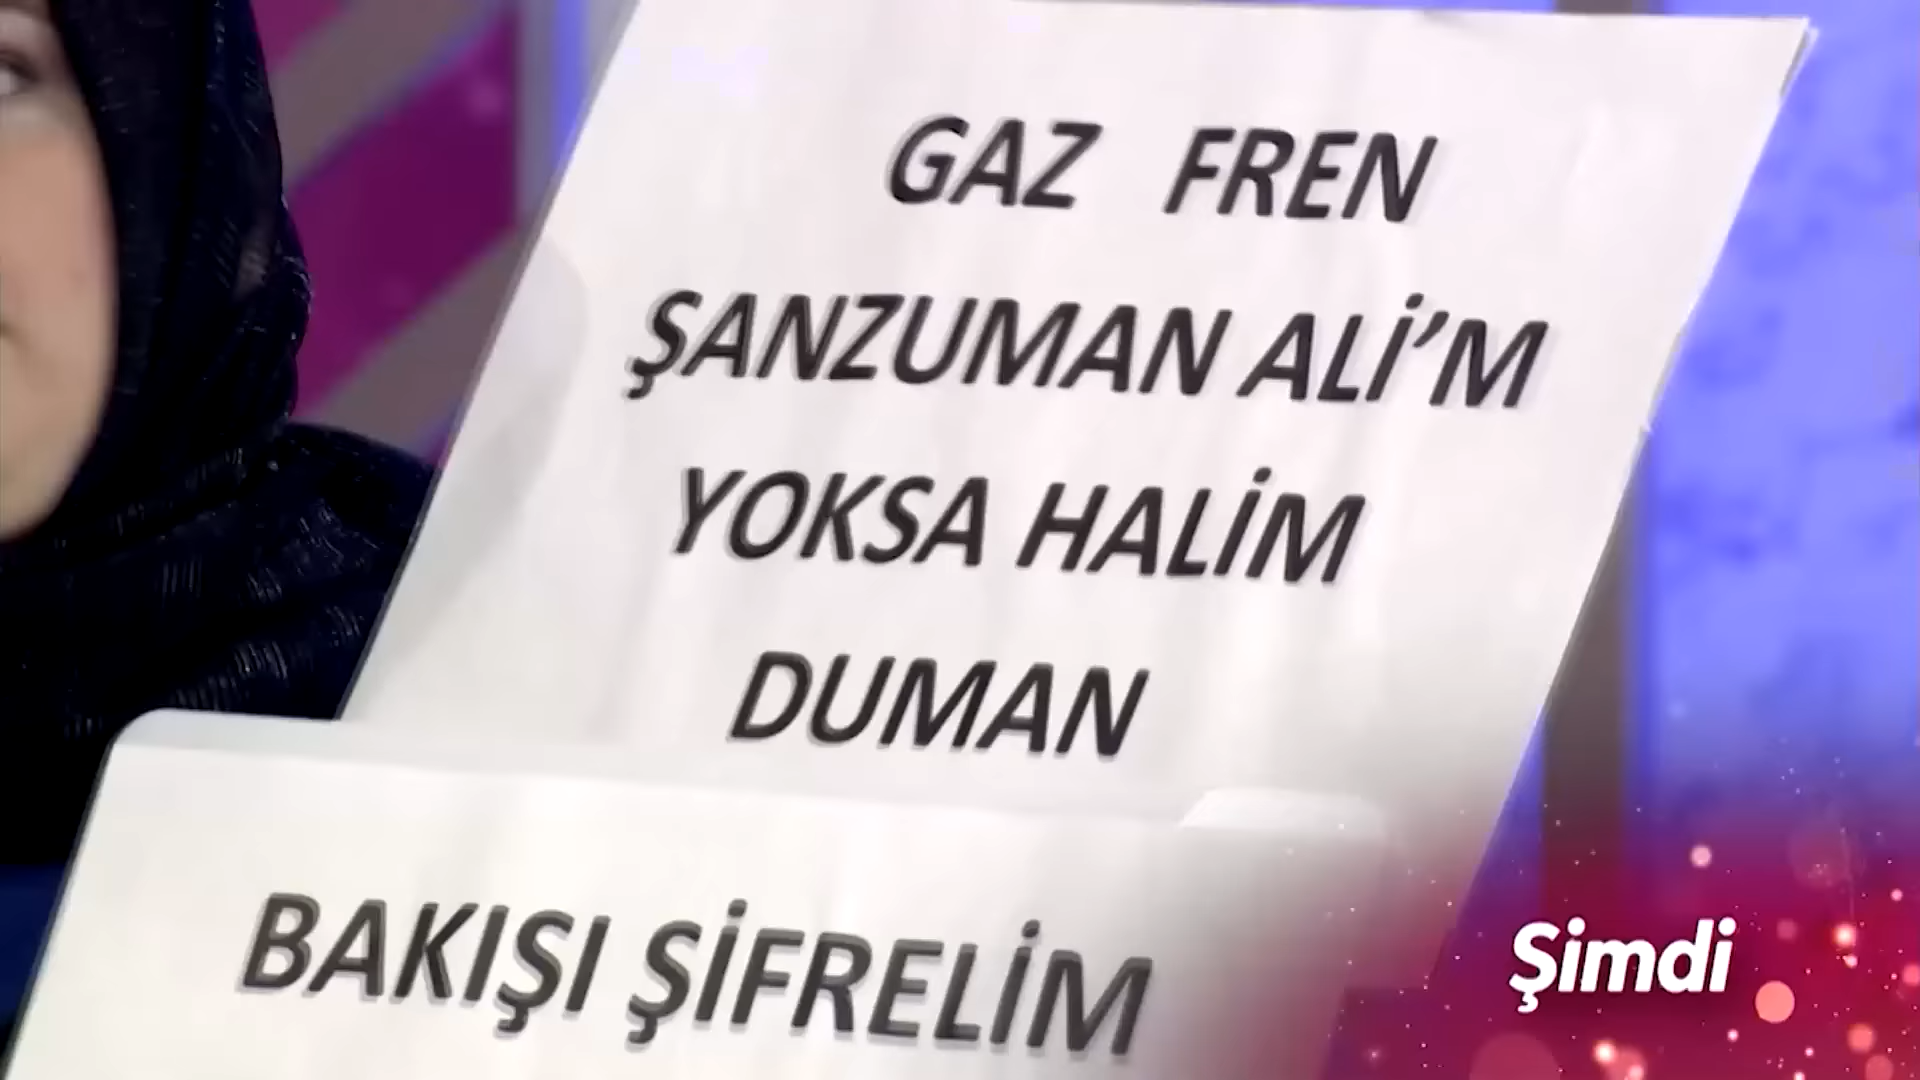 GAZ FREN
ŞANZUMAN ALİ'M
YOKSA HALİM
DUMAN
BAKIŞI ŞİFRELİM
Şimdi